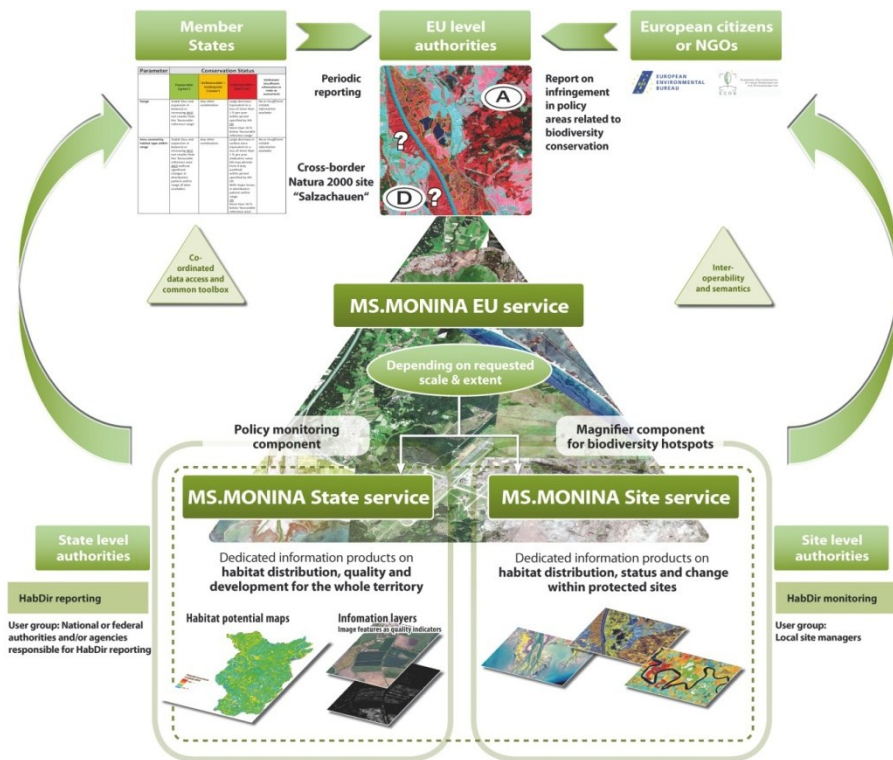 Member
States
EU level
authorities
European citizens
or NGOs
Parameter
Conservation Status
Range
Periodic
reporting
A
Report on
infringement
in policy
areas related to
biodiversity
conservation
EUROPEAN
ENVIRONMENTAL
BUREAU
?
Cross-border
Natura 2000 site
“Salzachauen”
D
?
Co-
ordinated
data access and
common toolbox
Inter-
operability
and semantics
MS.MONINA EU service
Depending on requested
scale & extent
Policy monitoring
component
Magnifier component
for biodiversity hotspots
MS.MONINA State service
MS.MONINA Site service
State level
authorities
Site level
authorities
Dedicated information products on
habitat distribution, quality and
development for the whole territory
Dedicated information products on
habitat distribution, status and change
within protected sites
HabDir reporting
HabDir monitoring
User group: National or federal
authorities and/or agencies
responsible for HabDir reporting
User group:
Local site managers
Habitat potential maps
Infomation layers
Image features as quality indicators